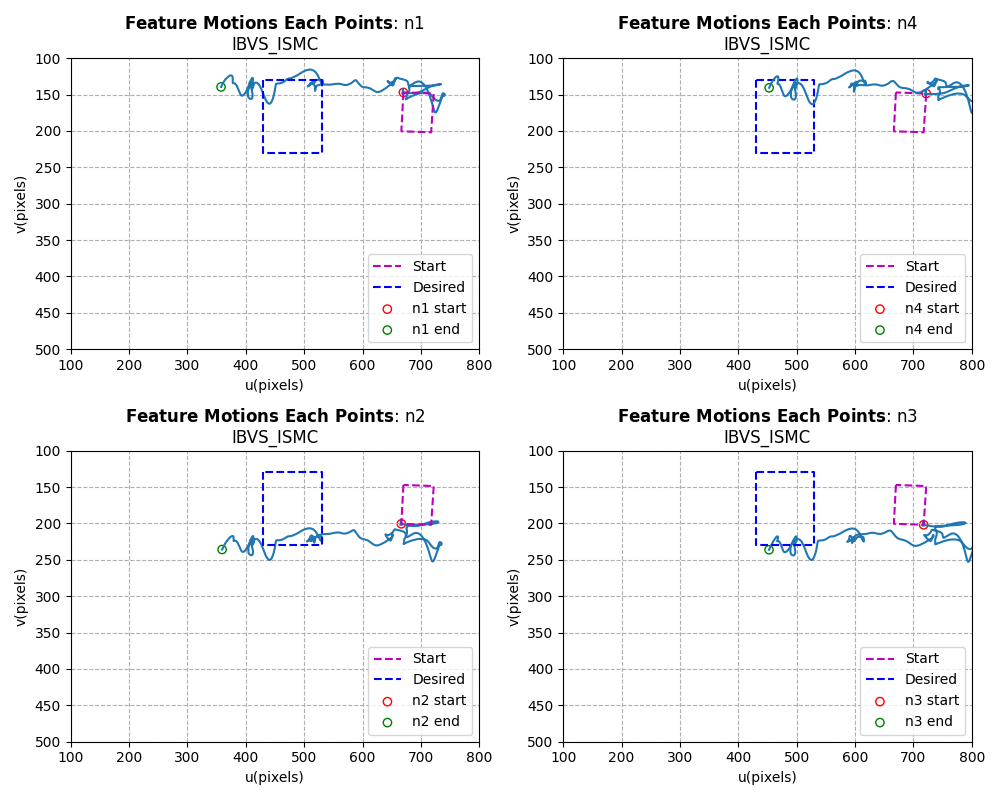 Feature Motions Each Points: n1
IBVS_ISMC
100
150
200
250
300
350
400
450
500
v(pixels)
Start
Desired
n1 start
n1 end
100 200 300 400 500 600 700 800
u(pixels)
Feature Motions Each Points: n4
IBVS_ISMC
100
150
200
250
300
350
400
450
500
v(pixels)
Start
Desired
n4 start
n4 end
100 200 300 400 500 600 700 800
u(pixels)
Feature Motions Each Points: n2
IBVS_ISMC
100
150
200
250
300
350
400
450
500
v(pixels)
Start
Desired
n2 start
n2 end
100 200 300 400 500 600 700 800
u(pixels)
Feature Motions Each Points: n3
IBVS_ISMC
100
150
200
250
300
350
400
450
500
v(pixels)
Start
Desired
n3 start
n3 end
100 200 300 400 500 600 700 800
u(pixels)